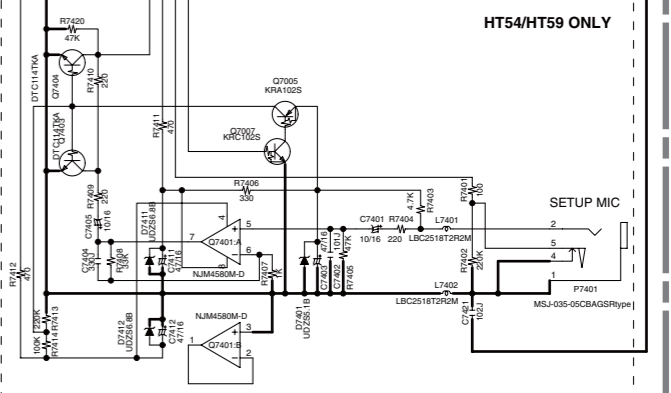 HT54/HT59 ONLY
R7420
47K
DTC114TKA
Q7404
R7410
220
Q7005
KRA102S
DTC114TKA
Q7403
R7411
470
Q7007
KRC102S
R7409
220
C7405
10/16
R7406
330
4.7K
R7403
R7401
100
SETUP MIC
D7411
UDZS6.8B
4
7
5
6
8
Q7401:A
NJM4580M-D
C7401
10/16
R7404
220
L7401
LBC2518T2R2M
2
5
4
1
R7412
470
C7404
330J
R7408
C7411
47/16
R7407
1K
47/16
C7403
101J
C7402
47K
R7405
R7402
220K
L7402
LBC2518T2R2M
P7401
MSJ-035-05CBAGSRtype
220K
R7413
100K
R7414
D7412
UDZS6.8B
C7412
47/16
NJM4580M-D
1
3
2
Q7401:B
D7401
UDZS5.1B
C7421
102J